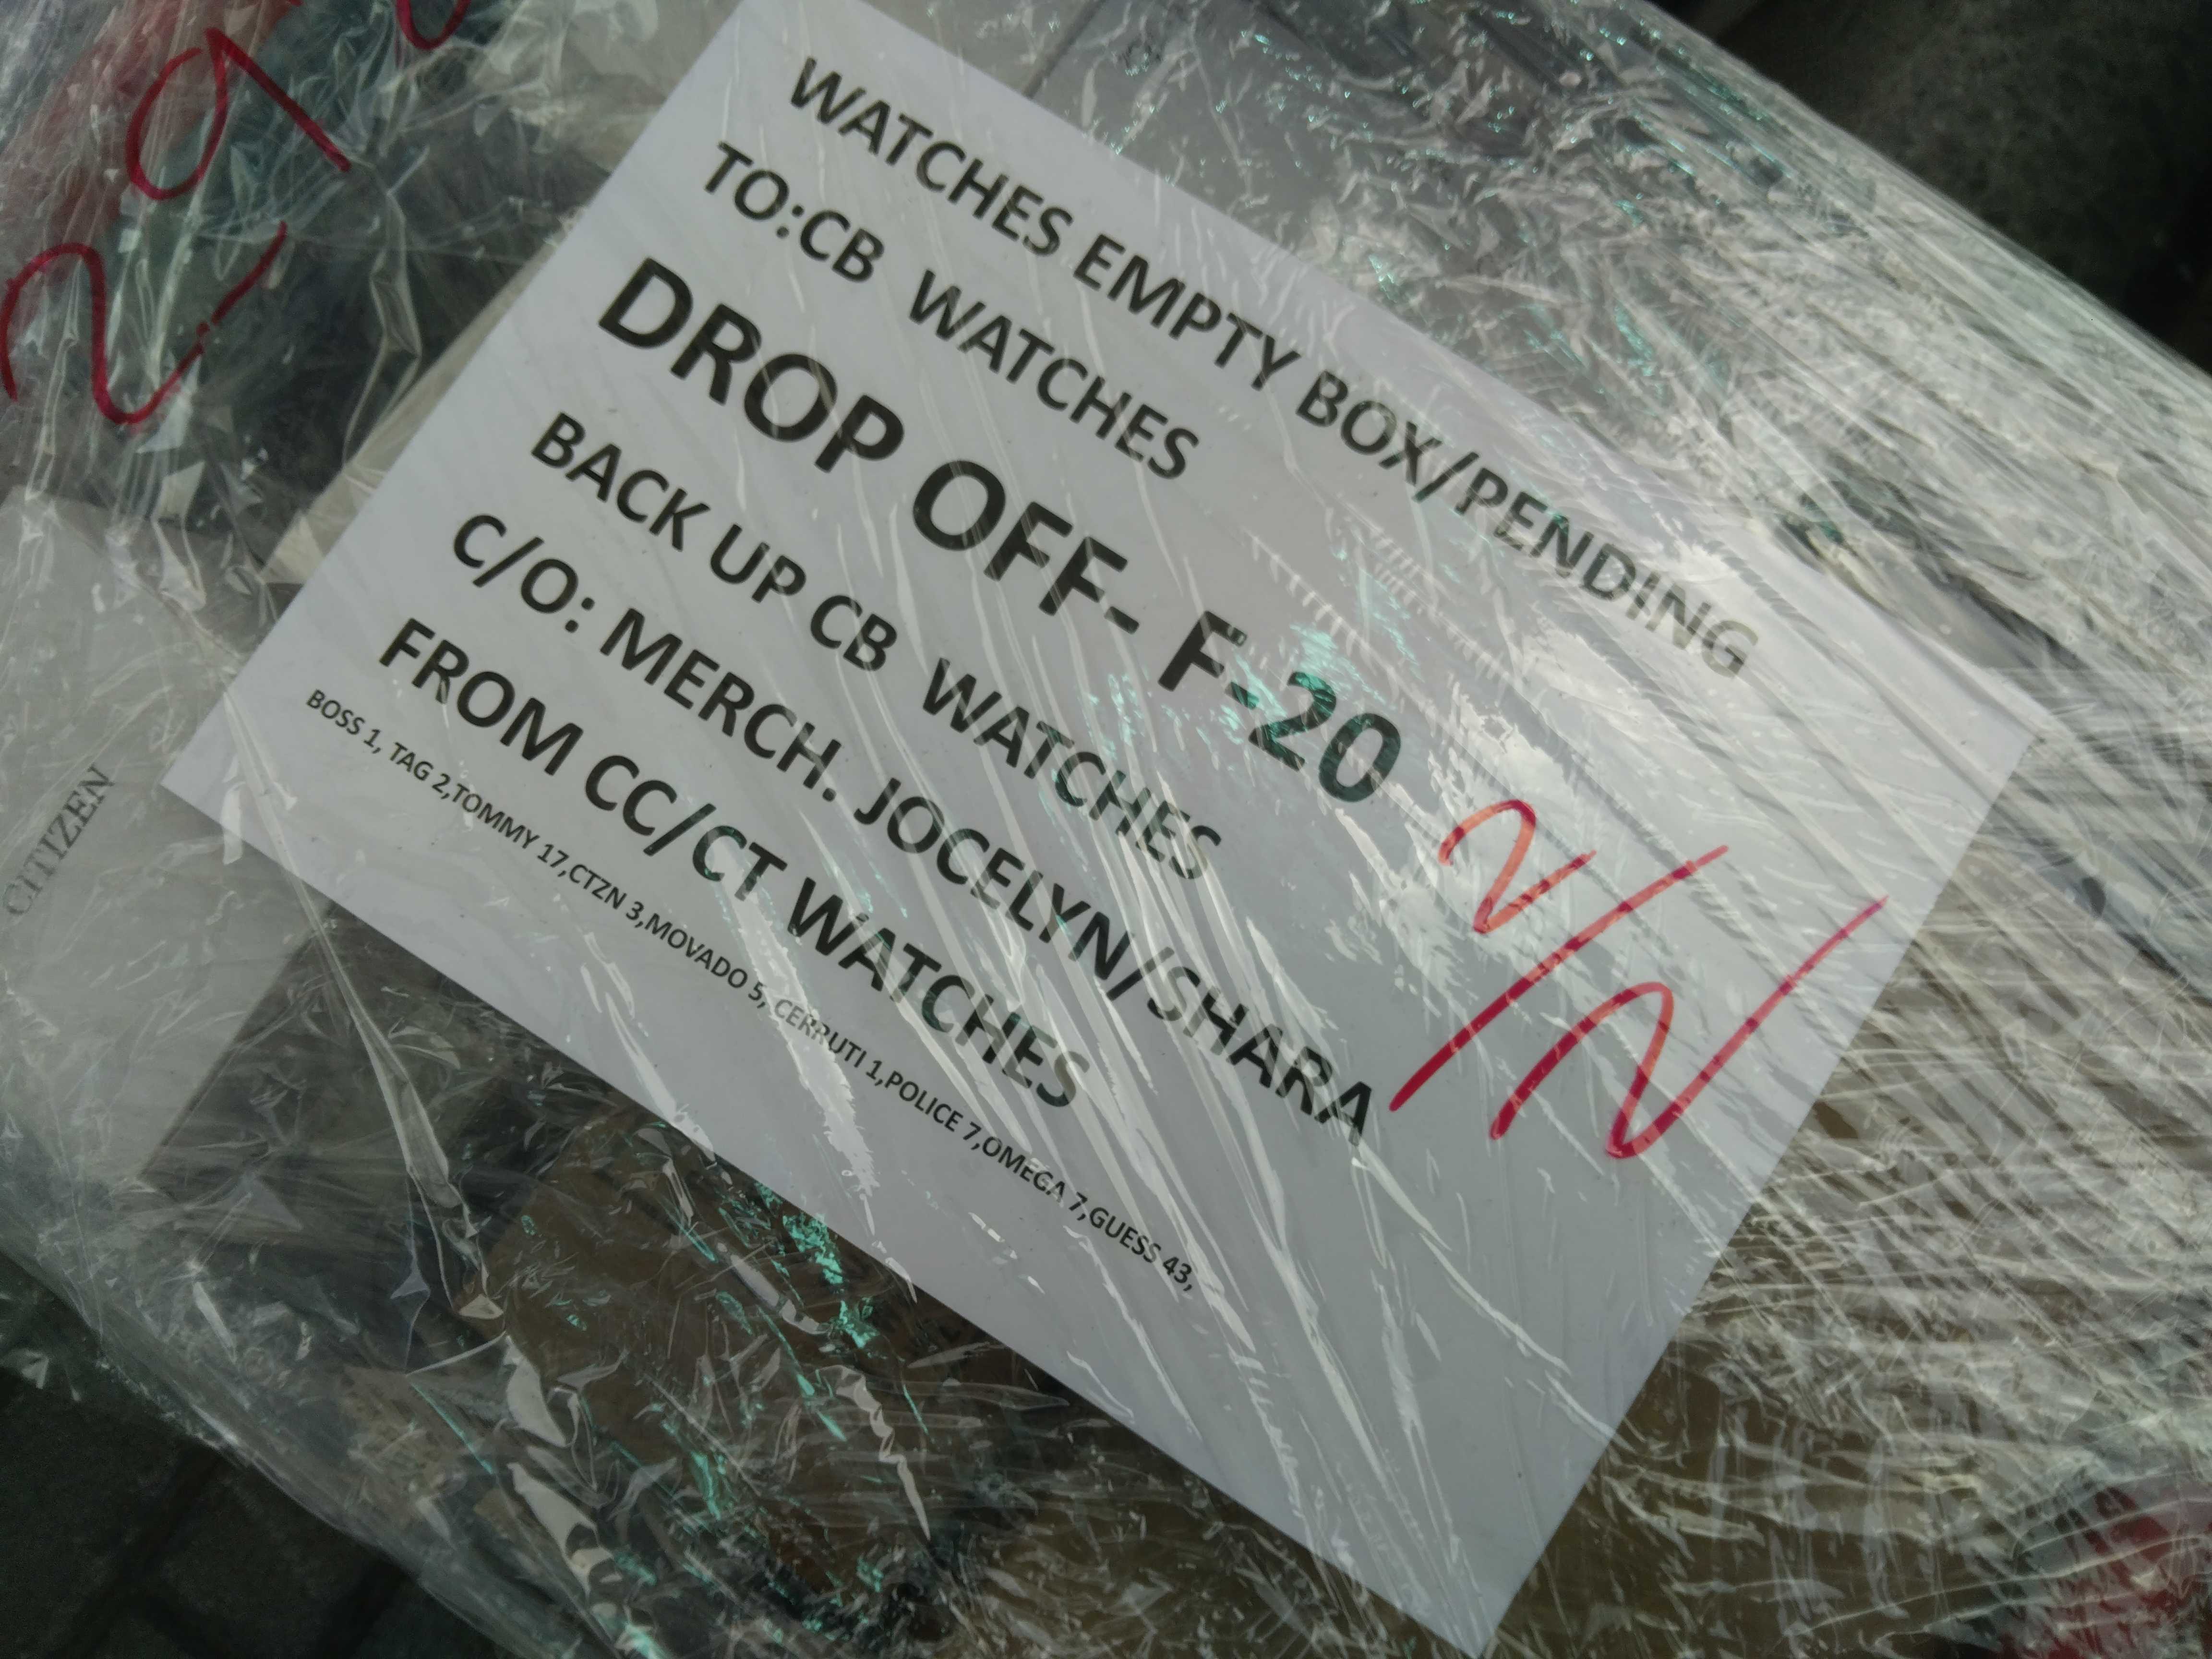 WATCHES EMPTY BOX/PENDING
TO:CB WATCHES
DROP OFF- F-20
BACK UP CB WATCHES
C/O: MERCH. JOCELYN/SHARA
FROM CC/CT WATCHES
BOSS 1, TAG 2,TOMMY 17,CTZN 3,MOVADO 5, CERRUTI 1,POLICE 7,OMEGA 7,GUESS 43,
2/2
CITIZEN
29